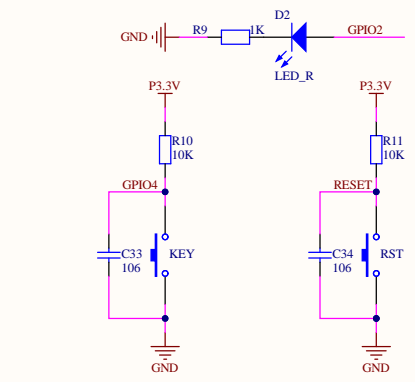 D2
GND
R9
1K
GPIO2
LED_R
P3.3V
P3.3V
R10
10K
R11
10K
GPIO4
RESET
C33
106
KEY
C34
106
RST
GND
GND